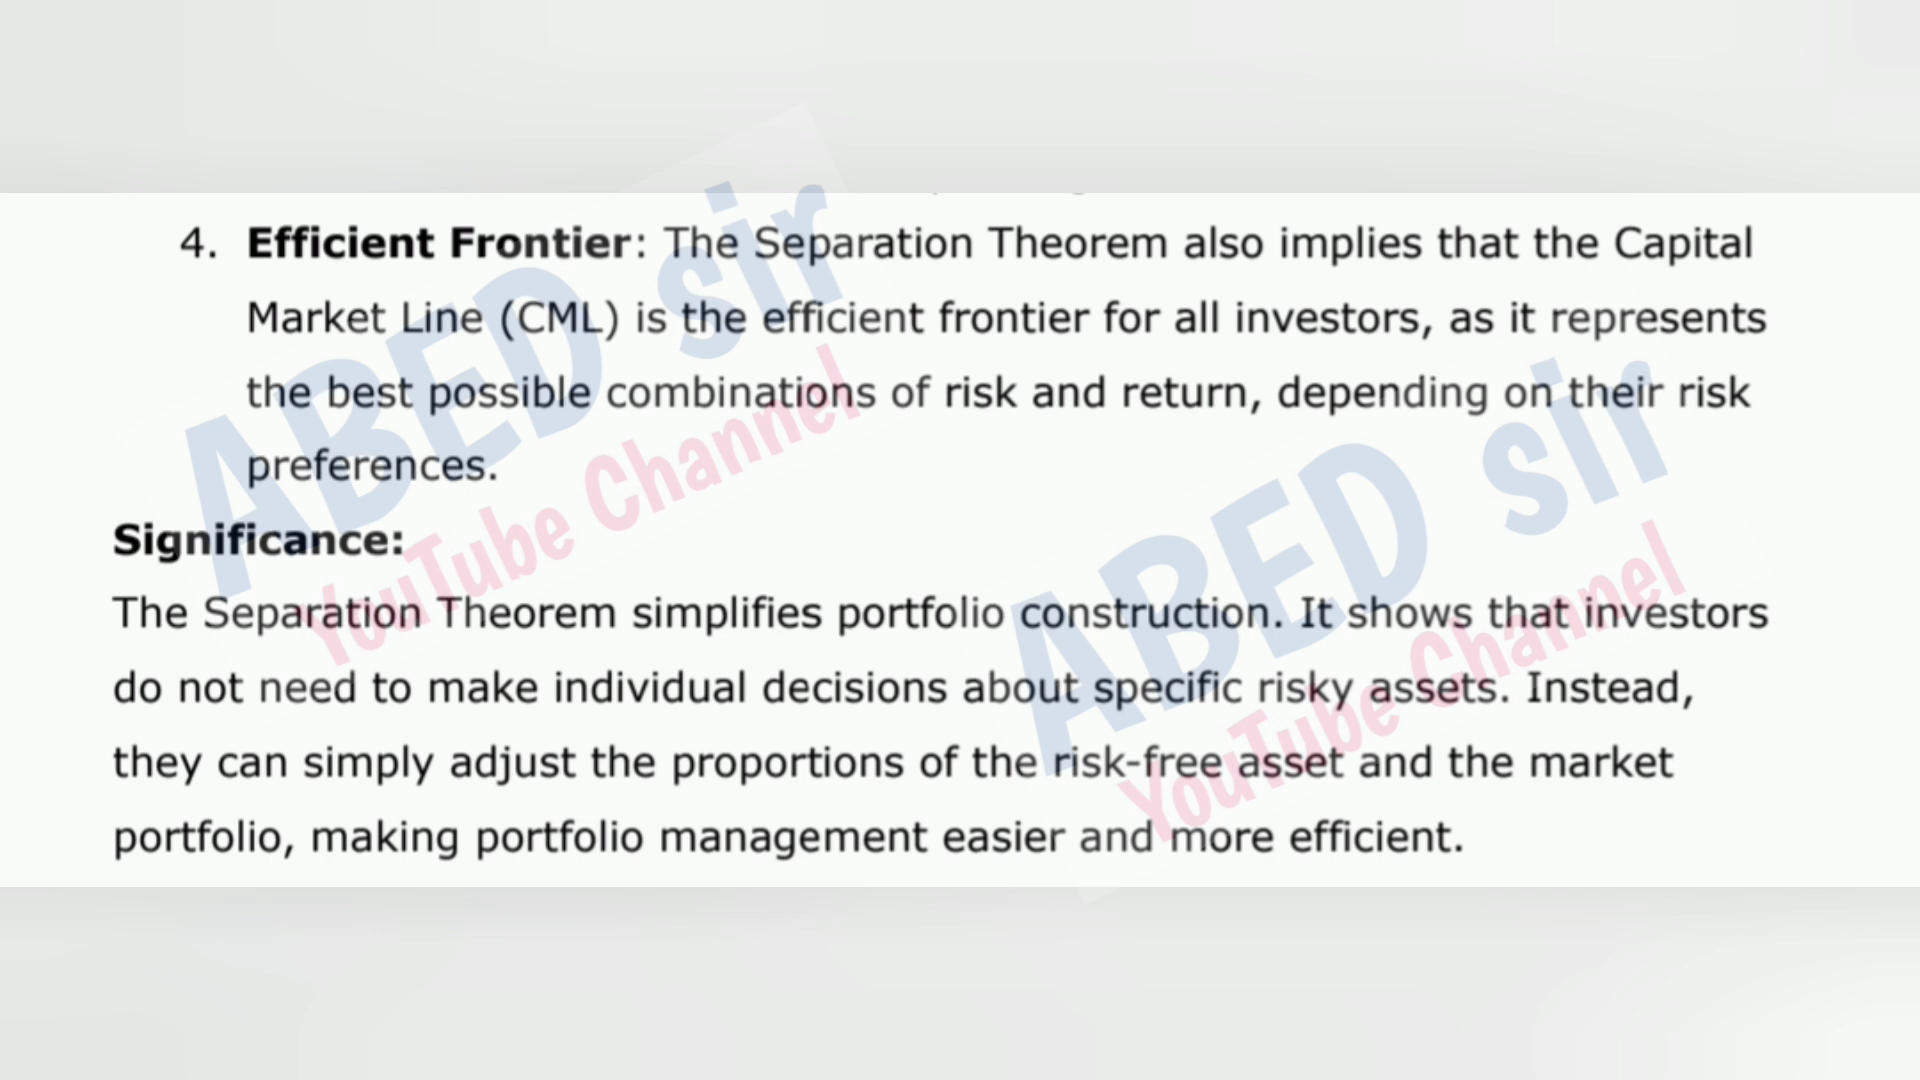 4. Efficient Frontier: The Separation Theorem also implies that the Capital
Market Line (CML) is the efficient frontier for all investors, as it represents
the best possible combinations of risk and return, depending on their risk
preferences.
Significance:
The Separation Theorem simplifies portfolio construction. It shows that investors
do not need to make individual decisions about specific risky assets. Instead,
they can simply adjust the proportions of the risk-free asset and the market
portfolio, making portfolio management easier and more efficient.
ABED sir
YouTube Channel
ABED sir
YouTube Channel